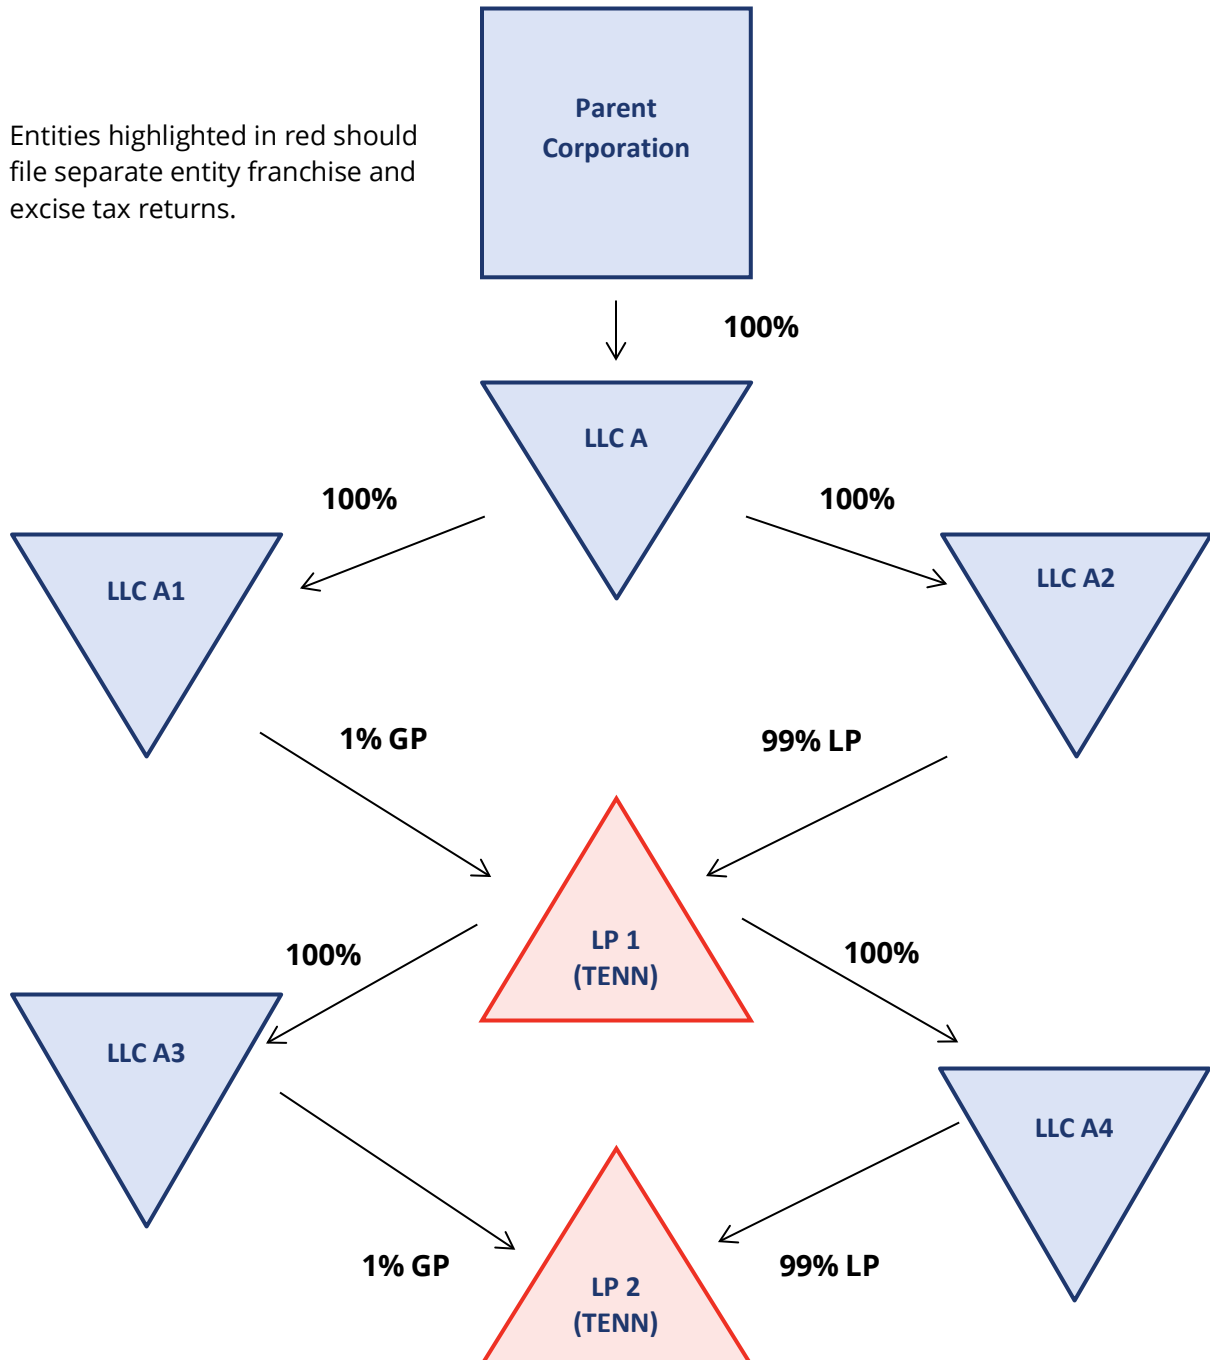 Parent
Corporation
Entities highlighted in red should
file separate entity franchise and
excise tax returns.
100%
LLC A
100%
100%
LLC A1
LLC A2
1% GP
99% LP
LP 1
(TENN)
100%
100%
LLC A3
LLC A4
1% GP
99% LP
LP 2
(TENN)